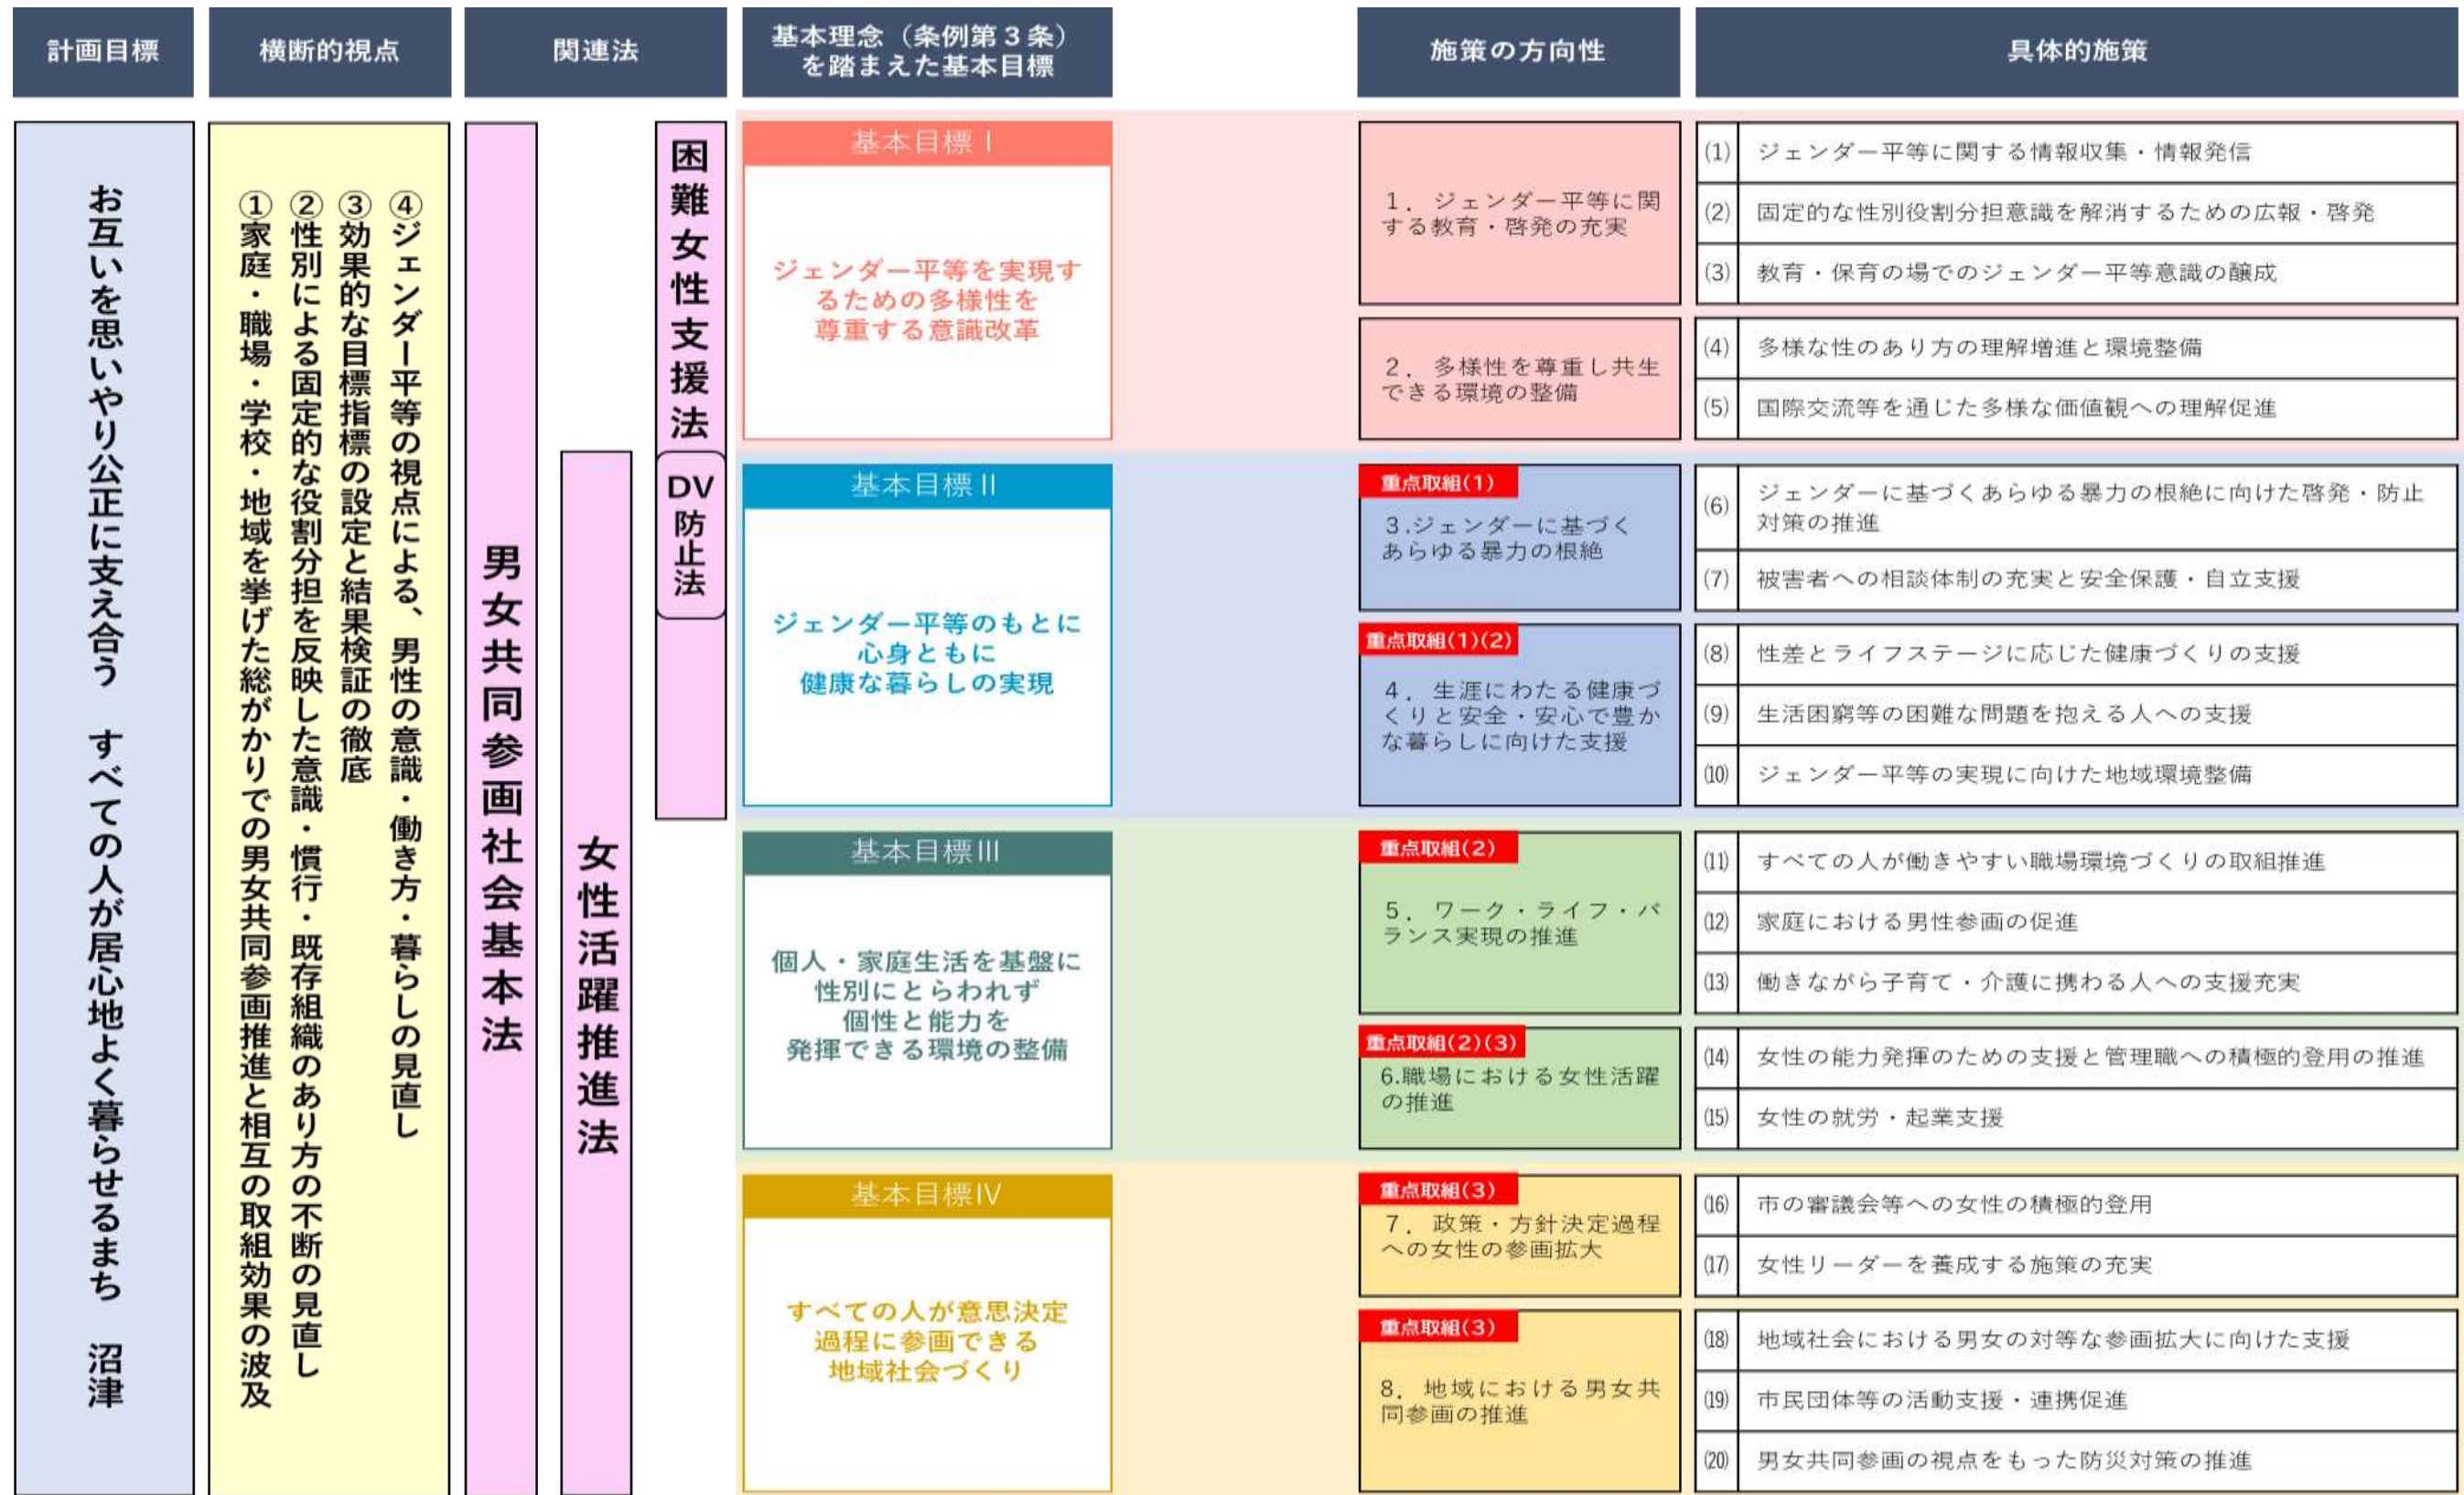 計画目標
横断的視点
関連法
基本理念（条例第３条）
を踏まえた基本目標
施策の方向性
具体的施策
お互いを思いやり公正に支え合う　すべての人が居心地よく暮らせるまち　沼津
①家庭・職場・学校・地域を挙げた総がかりでの男女共同参画推進と相互の取組効果の波及
②性別による固定的な役割分担を反映した意識・慣行・既存組織のあり方の不断の見直し
③効果的な目標指標の設定と結果検証の徹底
④ジェンダー平等の視点による、男性の意識・働き方・暮らしの見直し
男女共同参画社会基本法
女性活躍推進法
困難女性支援法
DV防止法
基本目標Ⅰ
ジェンダー平等を実現す
るための多様性を
尊重する意識改革
1．ジェンダー平等に関
する教育・啓発の充実
(1) ジェンダー平等に関する情報収集・情報発信
(2) 固定的な性別役割分担意識を解消するための広報・啓発
(3) 教育・保育の場でのジェンダー平等意識の醸成
2．多様性を尊重し共生
できる環境の整備
(4) 多様な性のあり方の理解増進と環境整備
(5) 国際交流等を通じた多様な価値観への理解促進
基本目標Ⅱ
ジェンダー平等のもとに
心身ともに
健康な暮らしの実現
重点取組(1)
3.ジェンダーに基づく
あらゆる暴力の根絶
(6) ジェンダーに基づくあらゆる暴力の根絶に向けた啓発・防止
対策の推進
(7) 被害者への相談体制の充実と安全保護・自立支援
重点取組(1)(2)
4．生涯にわたる健康づ
くりと安全・安心で豊か
な暮らしに向けた支援
(8) 性差とライフステージに応じた健康づくりの支援
(9) 生活困窮等の困難な問題を抱える人への支援
(10) ジェンダー平等の実現に向けた地域環境整備
基本目標Ⅲ
個人・家庭生活を基盤に
性別にとらわれず
個性と能力を
発揮できる環境の整備
重点取組(2)
5．ワーク・ライフ・バ
ランス実現の推進
(11) すべての人が働きやすい職場環境づくりの取組推進
(12) 家庭における男性参画の促進
(13) 働きながら子育て・介護に携わる人への支援充実
重点取組(2)(3)
6.職場における女性活躍
の推進
(14) 女性の能力発揮のための支援と管理職への積極的登用の推進
(15) 女性の就労・起業支援
基本目標Ⅳ
すべての人が意思決定
過程に参画できる
地域社会づくり
重点取組(3)
7．政策・方針決定過程
への女性の参画拡大
(16) 市の審議会等への女性の積極的登用
(17) 女性リーダーを養成する施策の充実
重点取組(3)
8．地域における男女共
同参画の推進
(18) 地域社会における男女の対等な参画拡大に向けた支援
(19) 市民団体等の活動支援・連携促進
(20) 男女共同参画の視点をもった防災対策の推進